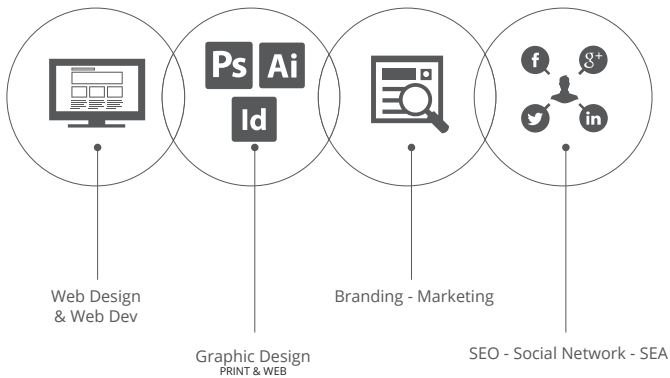 Ps Ai
Id
f g+
in
Web Design
& Web Dev
Branding - Marketing
Graphic Design
PRINT & WEB
SEO - Social Network - SEA